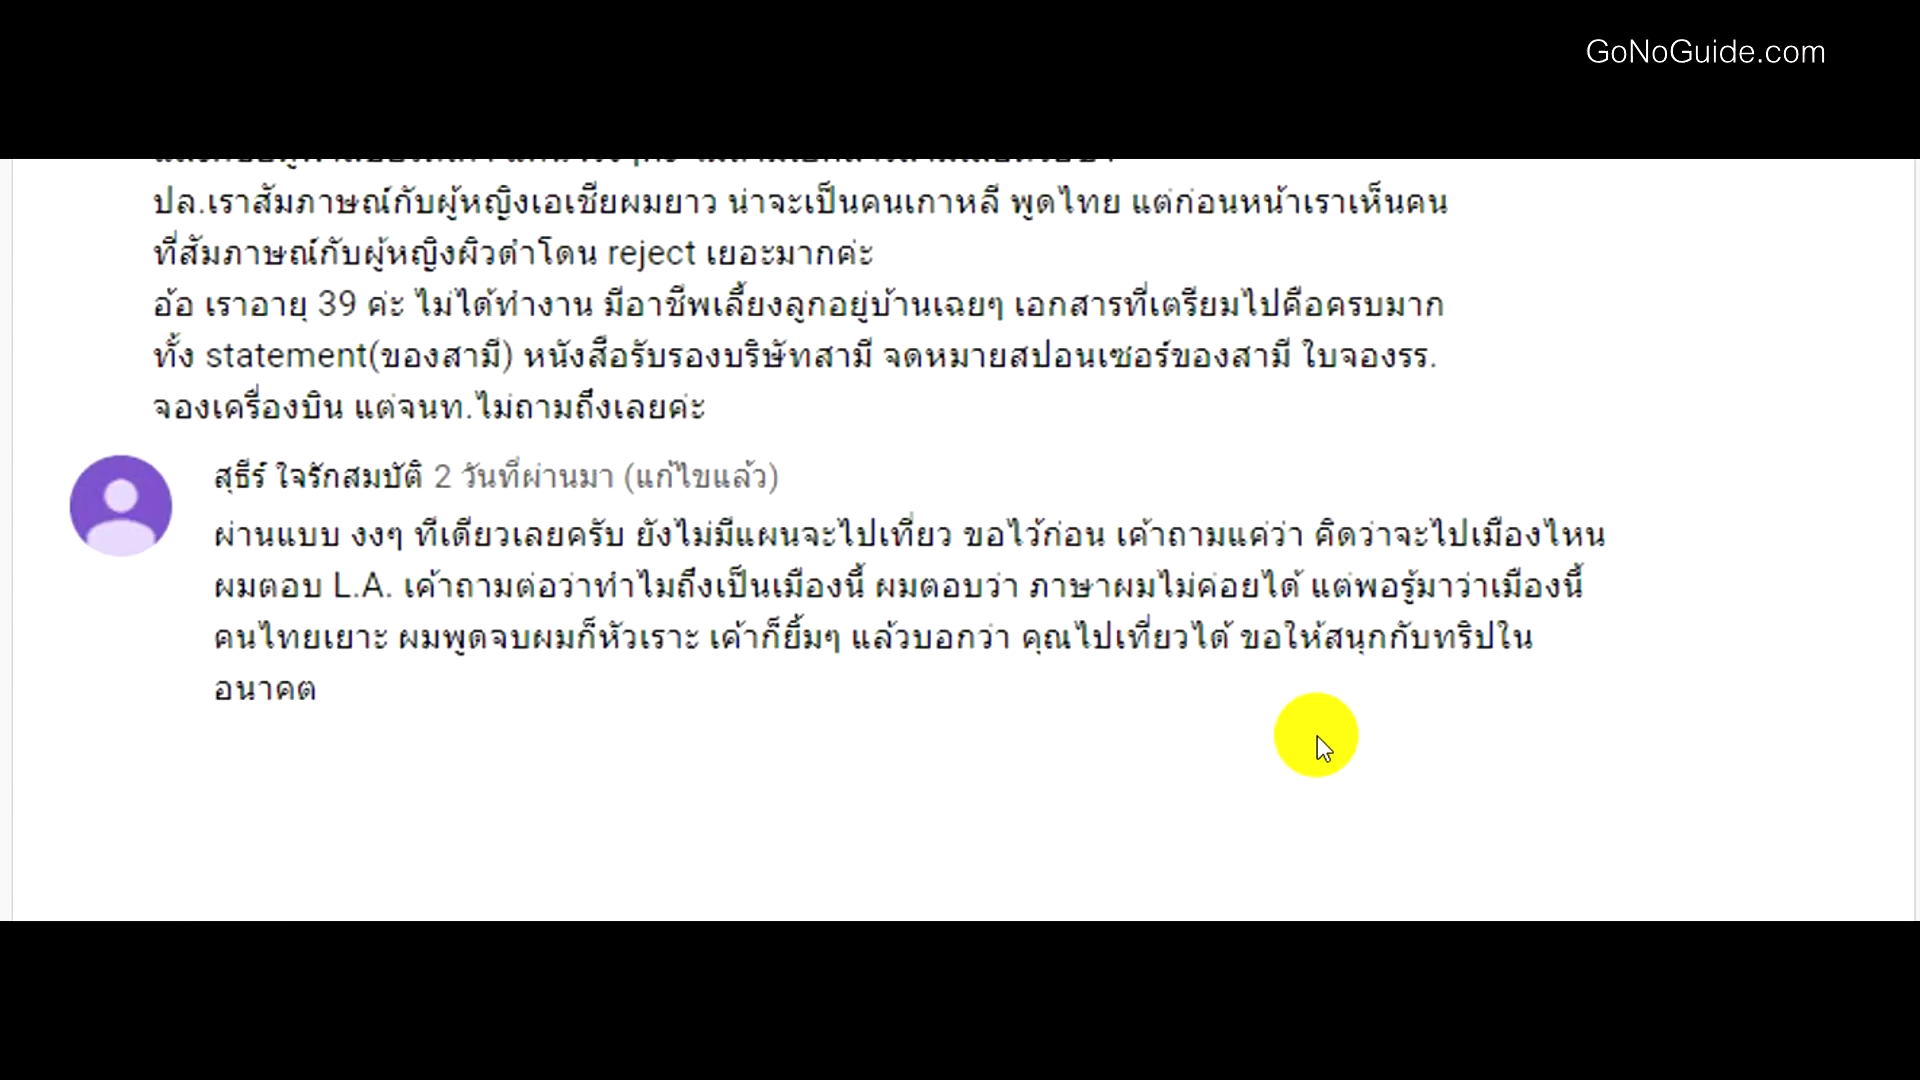 GoNoGuide.com
ปล.เราสัมภาษณ์กับผู้หญิงเอเชียผมยาว น่าจะเป็นคนเกาหลี พูดไทย แต่ก่อนหน้าเราเห็นคน
ที่สัมภาษณ์กับผู้หญิงผิวดำโดน reject เยอะมากค่ะ
อ้อ เราอายุ 39 ค่ะ ไม่ได้ทำงาน มีอาชีพเลี้ยงลูกอยู่บ้านเฉยๆ เอกสารที่เตรียมไปคือครบมาก
ทั้ง statement(ของสามี) หนังสือรับรองบริษัทสามี จดหมายสปอนเซอร์ของสามี ใบจองรร.
จองเครื่องบิน แต่จนท.ไม่ถามถึงเลยค่ะ
สุธีร์ ใจรักสมบัติ 2 วันที่ผ่านมา (แก้ไขแล้ว)
ผ่านแบบ งงๆ ทีเดียวเลยครับ ยังไม่มีแผนจะไปเที่ยว ขอไว้ก่อน เค้าถามแค่ว่า คิดว่าจะไปเมืองไหน
ผมตอบ L.A. เค้าถามต่อว่าทำไมถึงเป็นเมืองนี้ ผมตอบว่า ภาษาผมไม่ค่อยได้ แต่พอรู้มาว่าเมืองนี้
คนไทยเยาะ ผมพูดจบผมก็หัวเราะ เค้าก็ยิ้มๆ แล้วบอกว่า คุณไปเที่ยวได้ ขอให้สนุกกับทริปใน
อนาคต